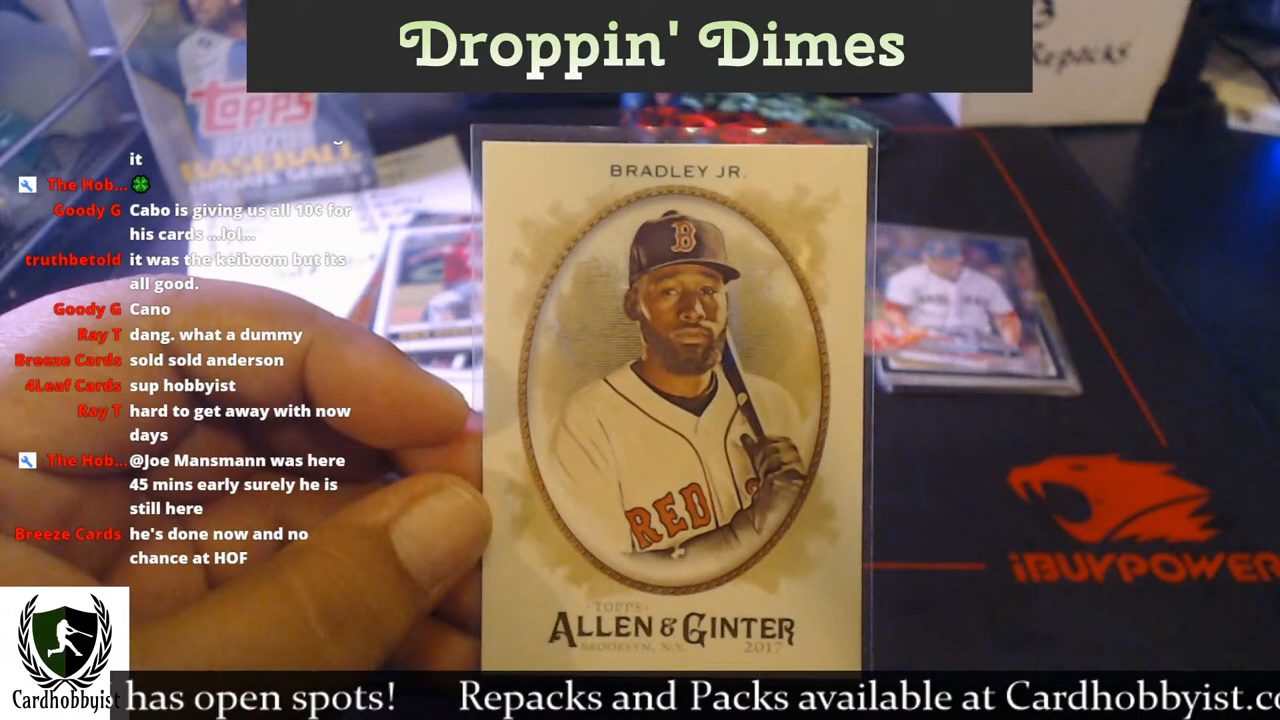 Droppin' Dimes
3
Repacks
TOPPS
BASEBALL
it
The Hob...
Goody G Cabo is giving us all 10¢ for
his cards ...lol...
truthbetold it was the keiboom but its
all good.
Goody G Cano
Ray T dang. what a dummy
Breeze Cards sold sold anderson
4Leaf Cards sup hobbyist
Ray T hard to get away with now
days
The Hob... @Joe Mansmann was here
45 mins early surely he is
still here
Breeze Cards he's done now and no
chance at HOF
BRADLEY JR.
B
RED
TOPPS
ALLEN & GINTER
BROOKLYN, N.Y. 2017
iBUYPOWER
Cardhobbyist
has open spots! Repacks and Packs available at Cardhobbyist.co